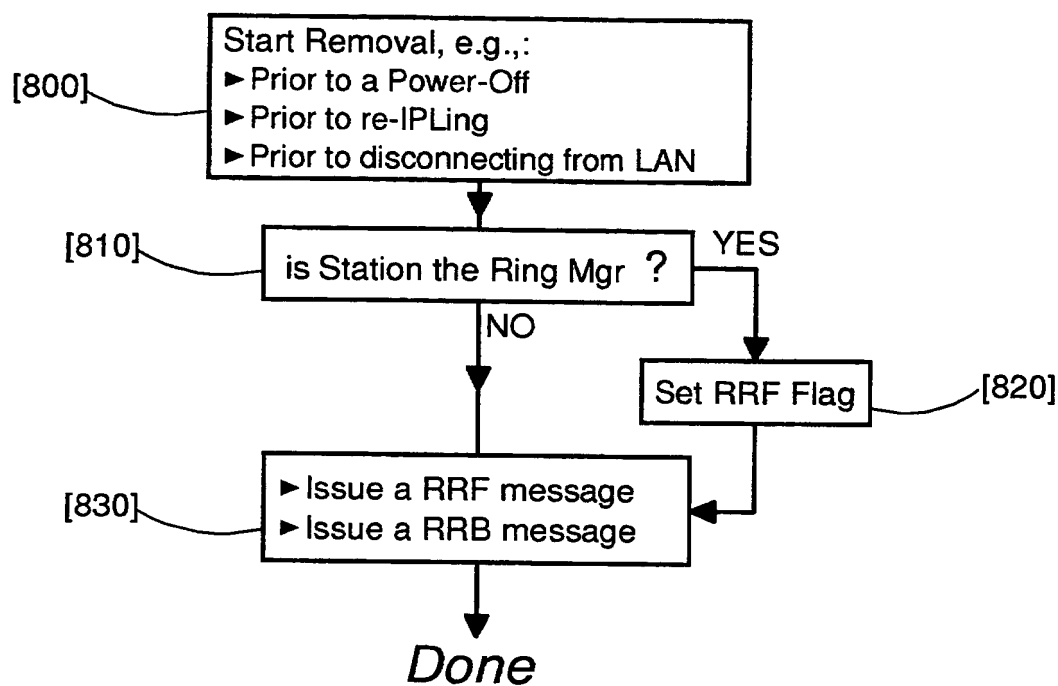 Start Removal, e.g.,:
[800]
►Prior to a Power-Off
►Prior to re-IPLing
►Prior to disconnecting from LAN
[810]
is Station the Ring Mgr ?
YES
NO
Set RRF Flag
[820]
[830]
►Issue a RRF message
►Issue a RRB message
Done